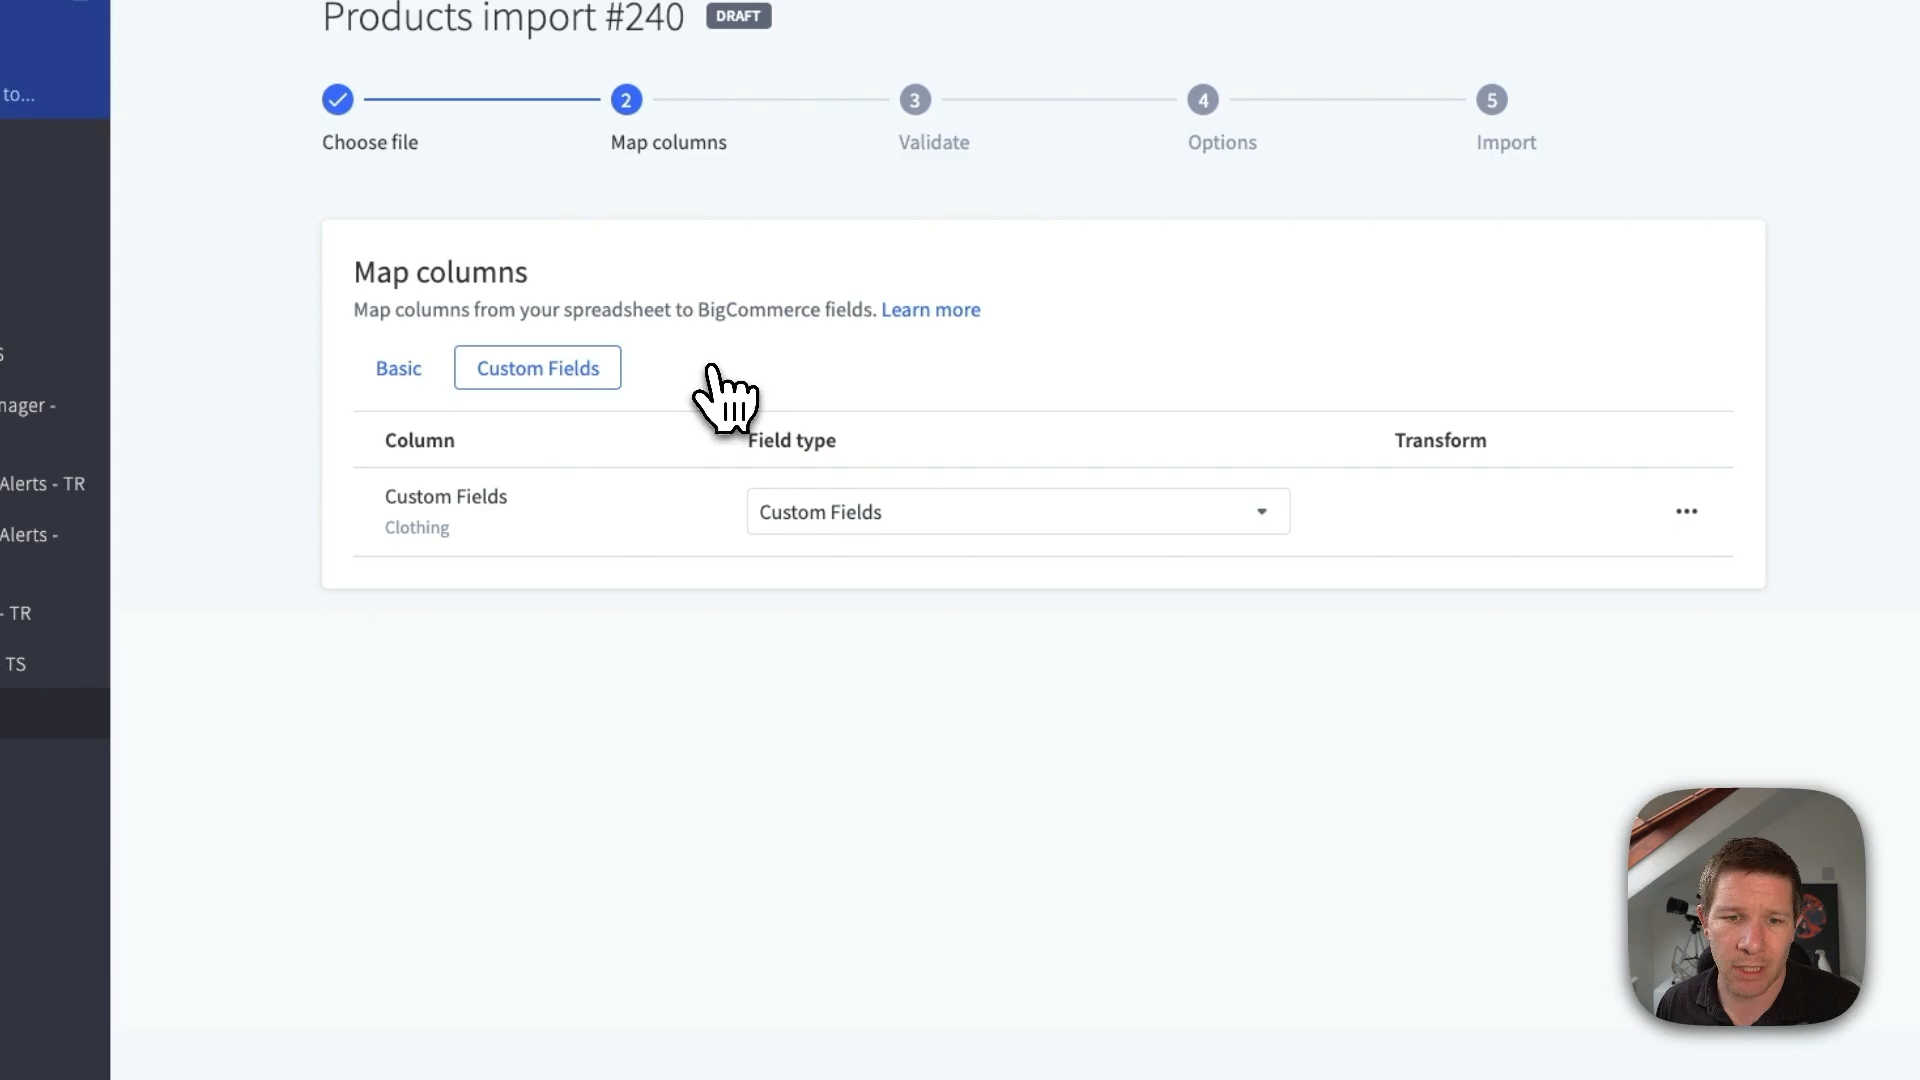 Products import #240 DRAFT
to...
2 3 4 5
Choose file Map columns Validate Options Import
Map columns
Map columns from your spreadsheet to BigCommerce fields. Learn more
Basic Custom Fields
Column Field type Transform
Custom Fields Custom Fields
Clothing
S
nager -
Alerts - TR
Alerts -
- TR
TS